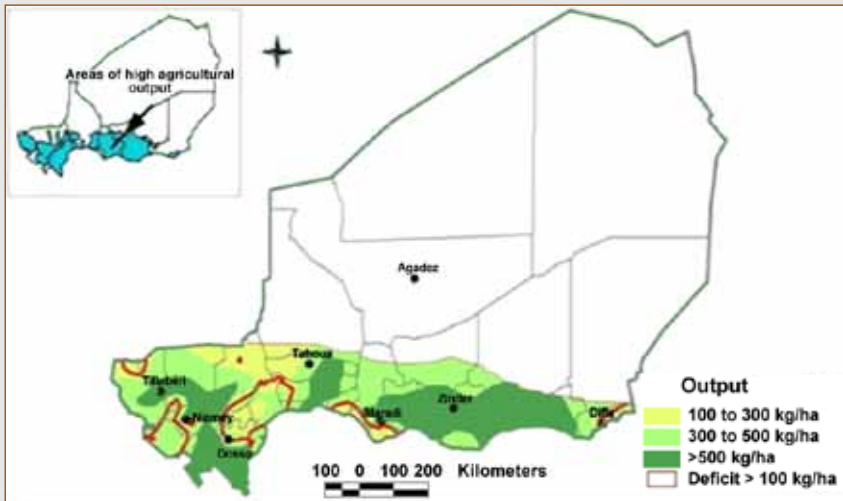 Areas of high agricultural
output
Agadez
Tahoua
Tillabéri
Niamey
Dosso
Maradi
Zinder
Diffa
Output
100 to 300 kg/ha
300 to 500 kg/ha
>500 kg/ha
Deficit > 100 kg/ha
100 0 100 200 Kilometers